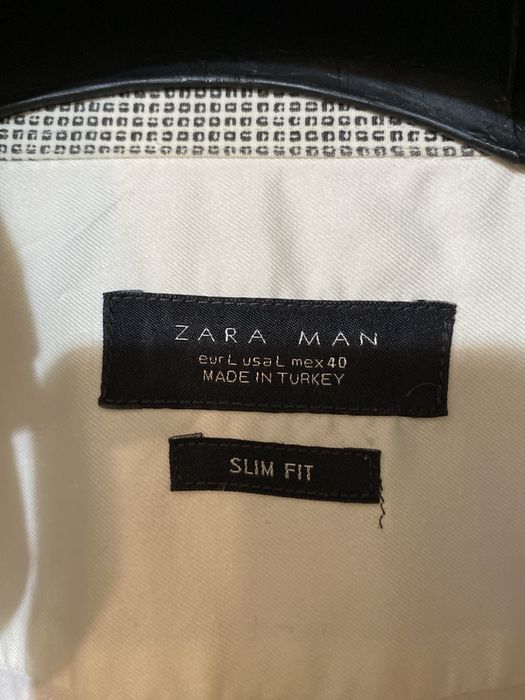 ZARA MAN
eur L usa L mex 40
MADE IN TURKEY
SLIM FIT